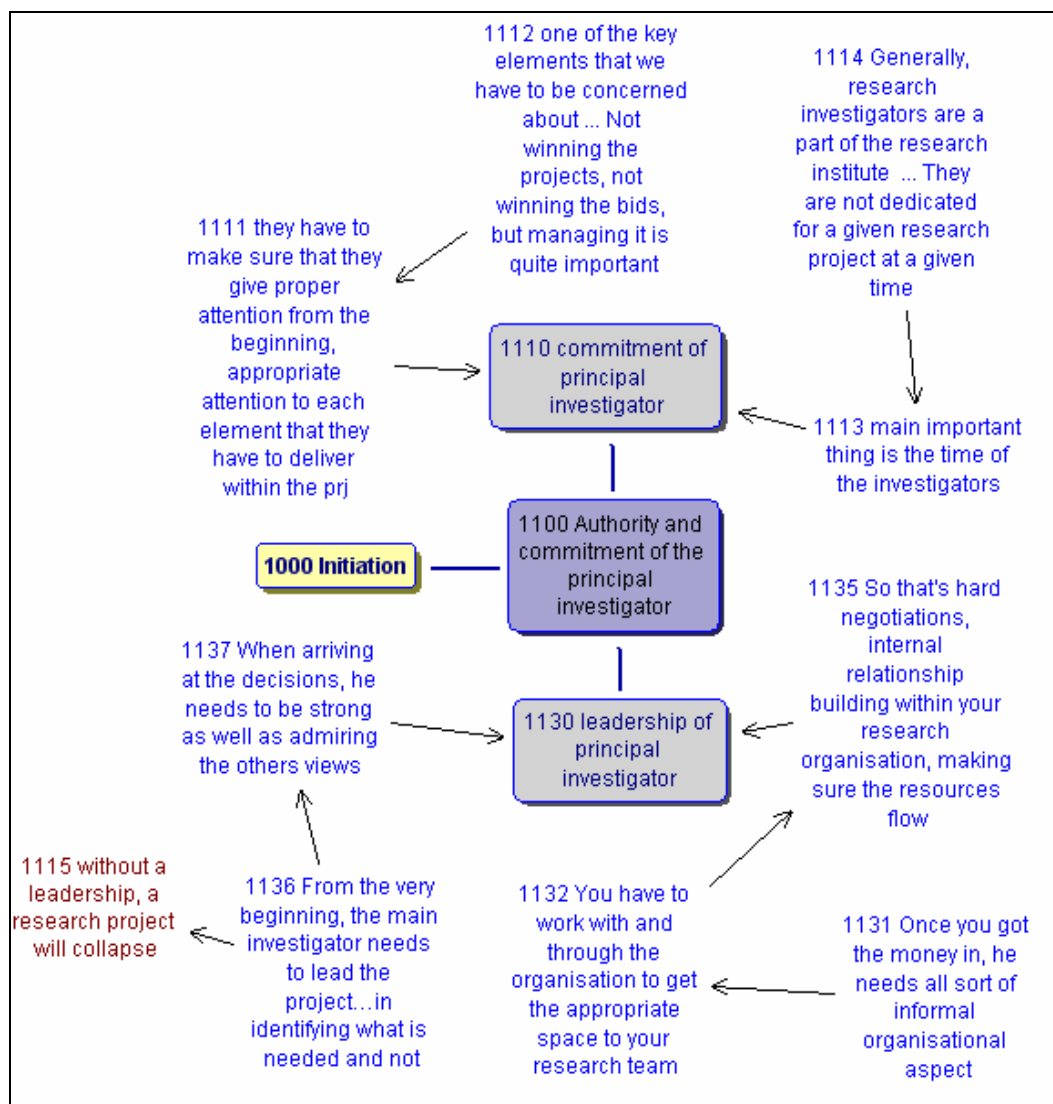 1112 one of the key
elements that we
have to be concerned
about ... Not
winning the
projects, not
winning the bids,
but managing it is
quite important
1114 Generally,
research
investigators are a
part of the research
institute ... They
are not dedicated
for a given research
project at a given
time
1111 they have to
make sure that they
give proper
attention from the
beginning,
appropriate
attention to each
element that they
have to deliver
within the prj
1110 commitment of
principal
investigator
1113 main important
thing is the time of
the investigators
1100 Authority and
commitment of the
principal
investigator
1000 Initiation
1135 So that's hard
negotiations,
internal
relationship
building within your
research
organisation, making
sure the resources
flow
1137 When arriving
at the decisions, he
needs to be strong
as well as admiring
the others views
1130 leadership of
principal
investigator
1115 without a
leadership, a
research project
will collapse
1136 From the very
beginning, the main
investigator needs
to lead the
project...in
identifying what is
needed and not
1132 You have to
work with and
through the
organisation to get
the appropriate
space to your
research team
1131 Once you got
the money in, he
needs all sort of
informal
organisational
aspect